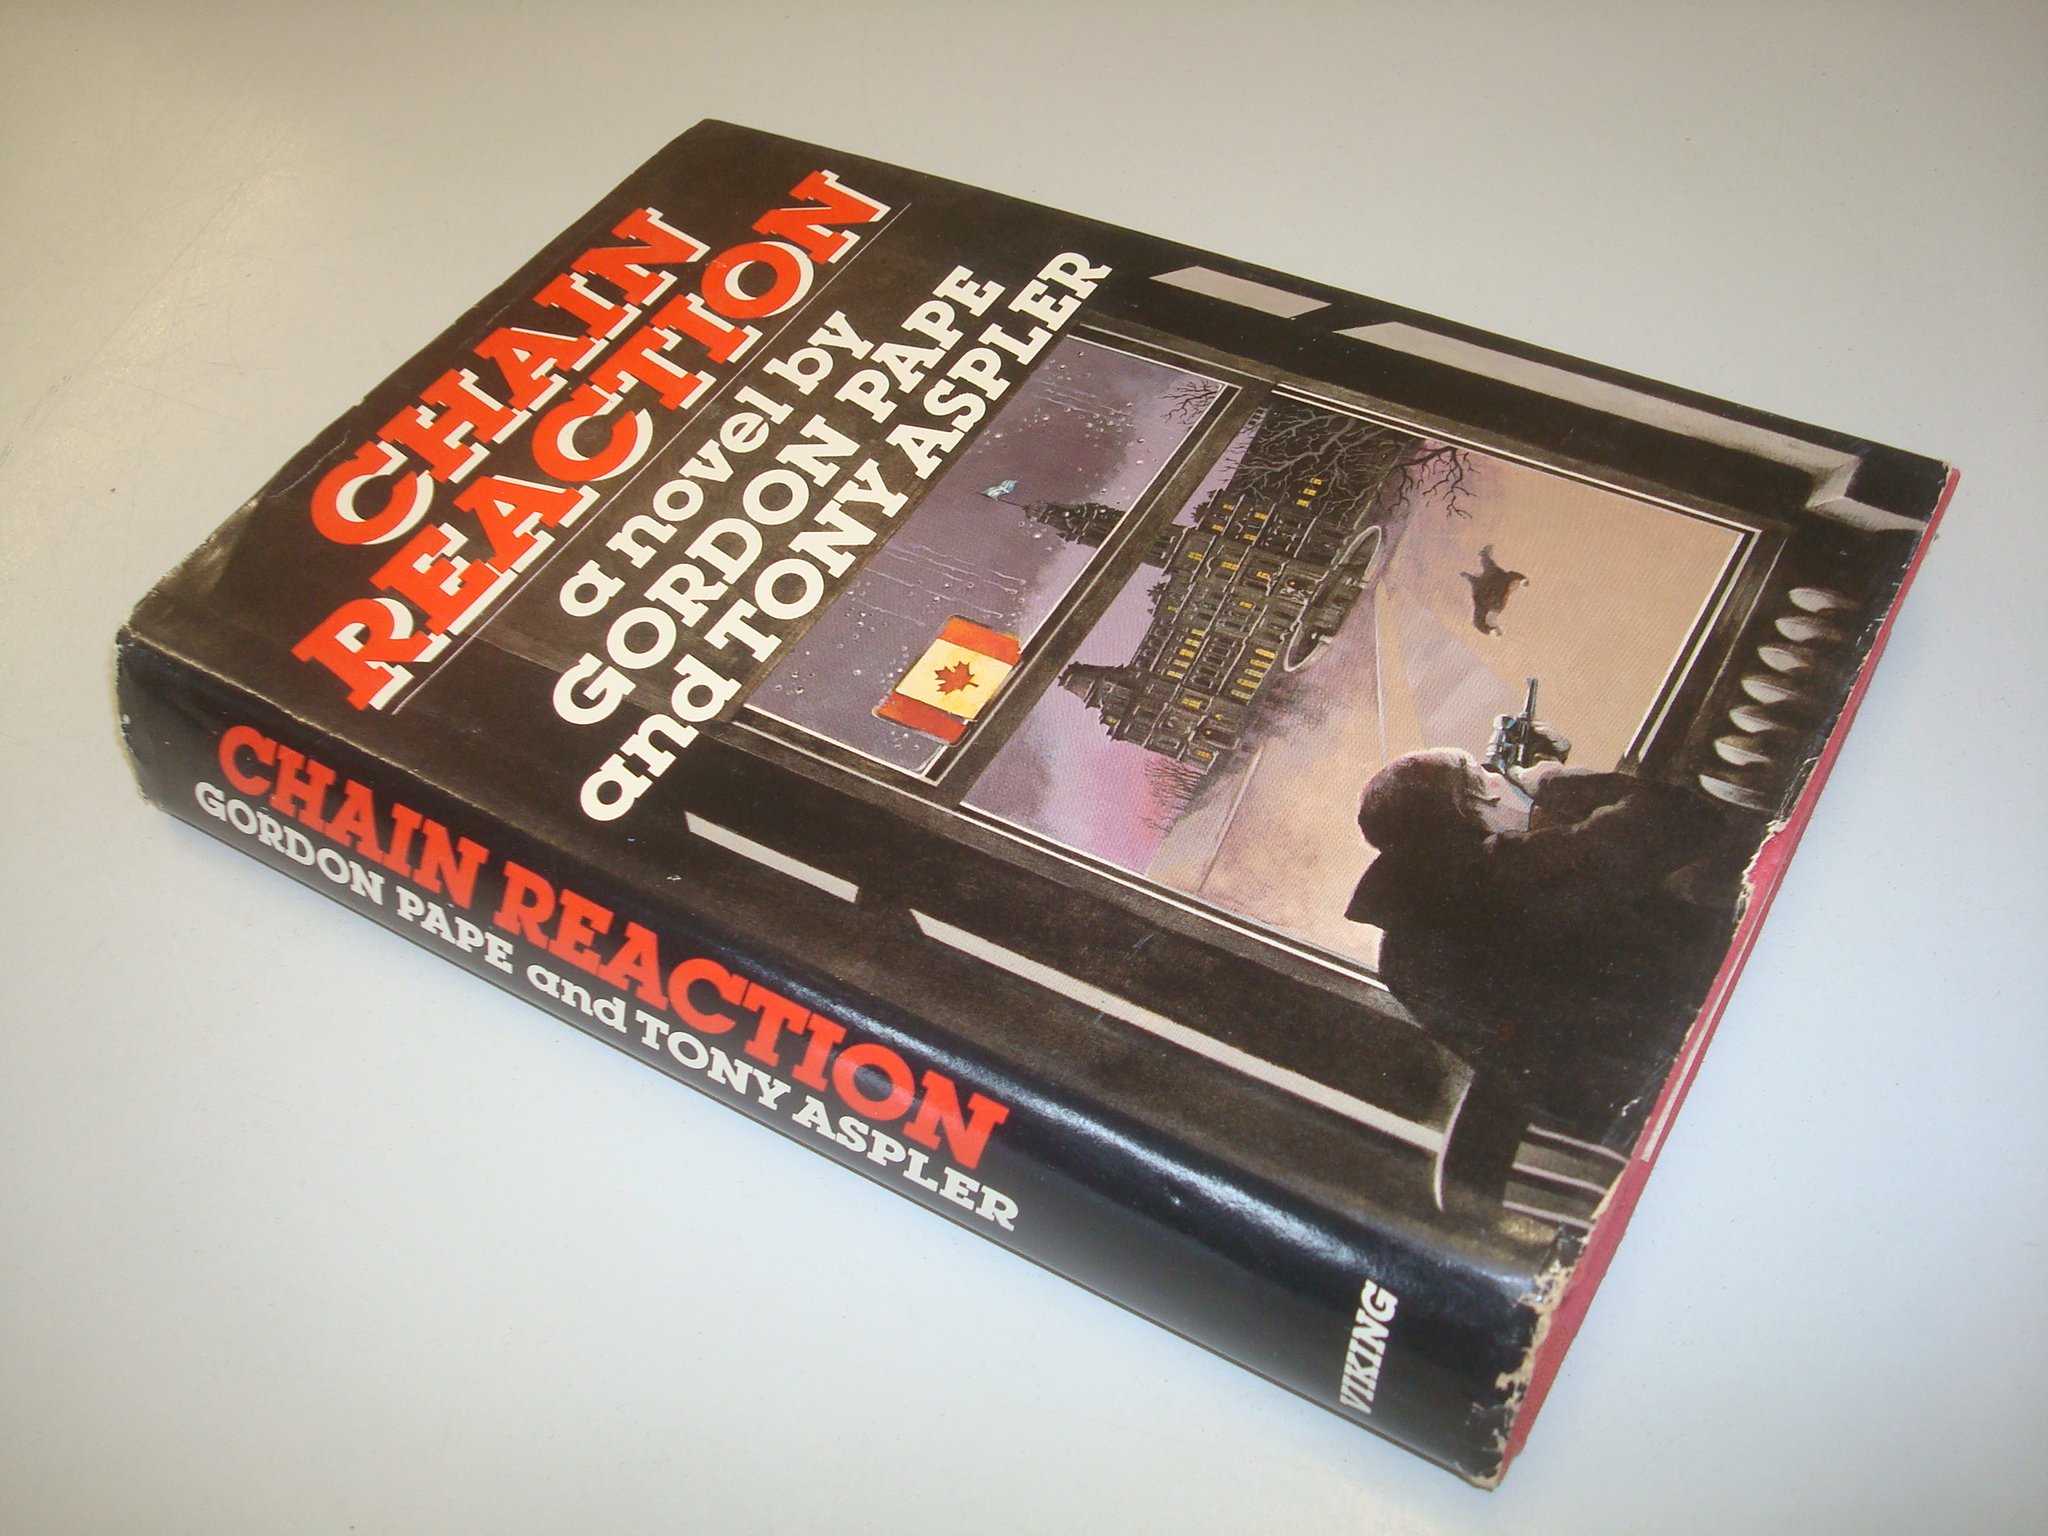 CHAIN
REACTION
a novel by
GORDON PAPE
and TONY ASPLER
CHAIN REACTION
GORDON PAPE and TONY ASPLER
VIKING